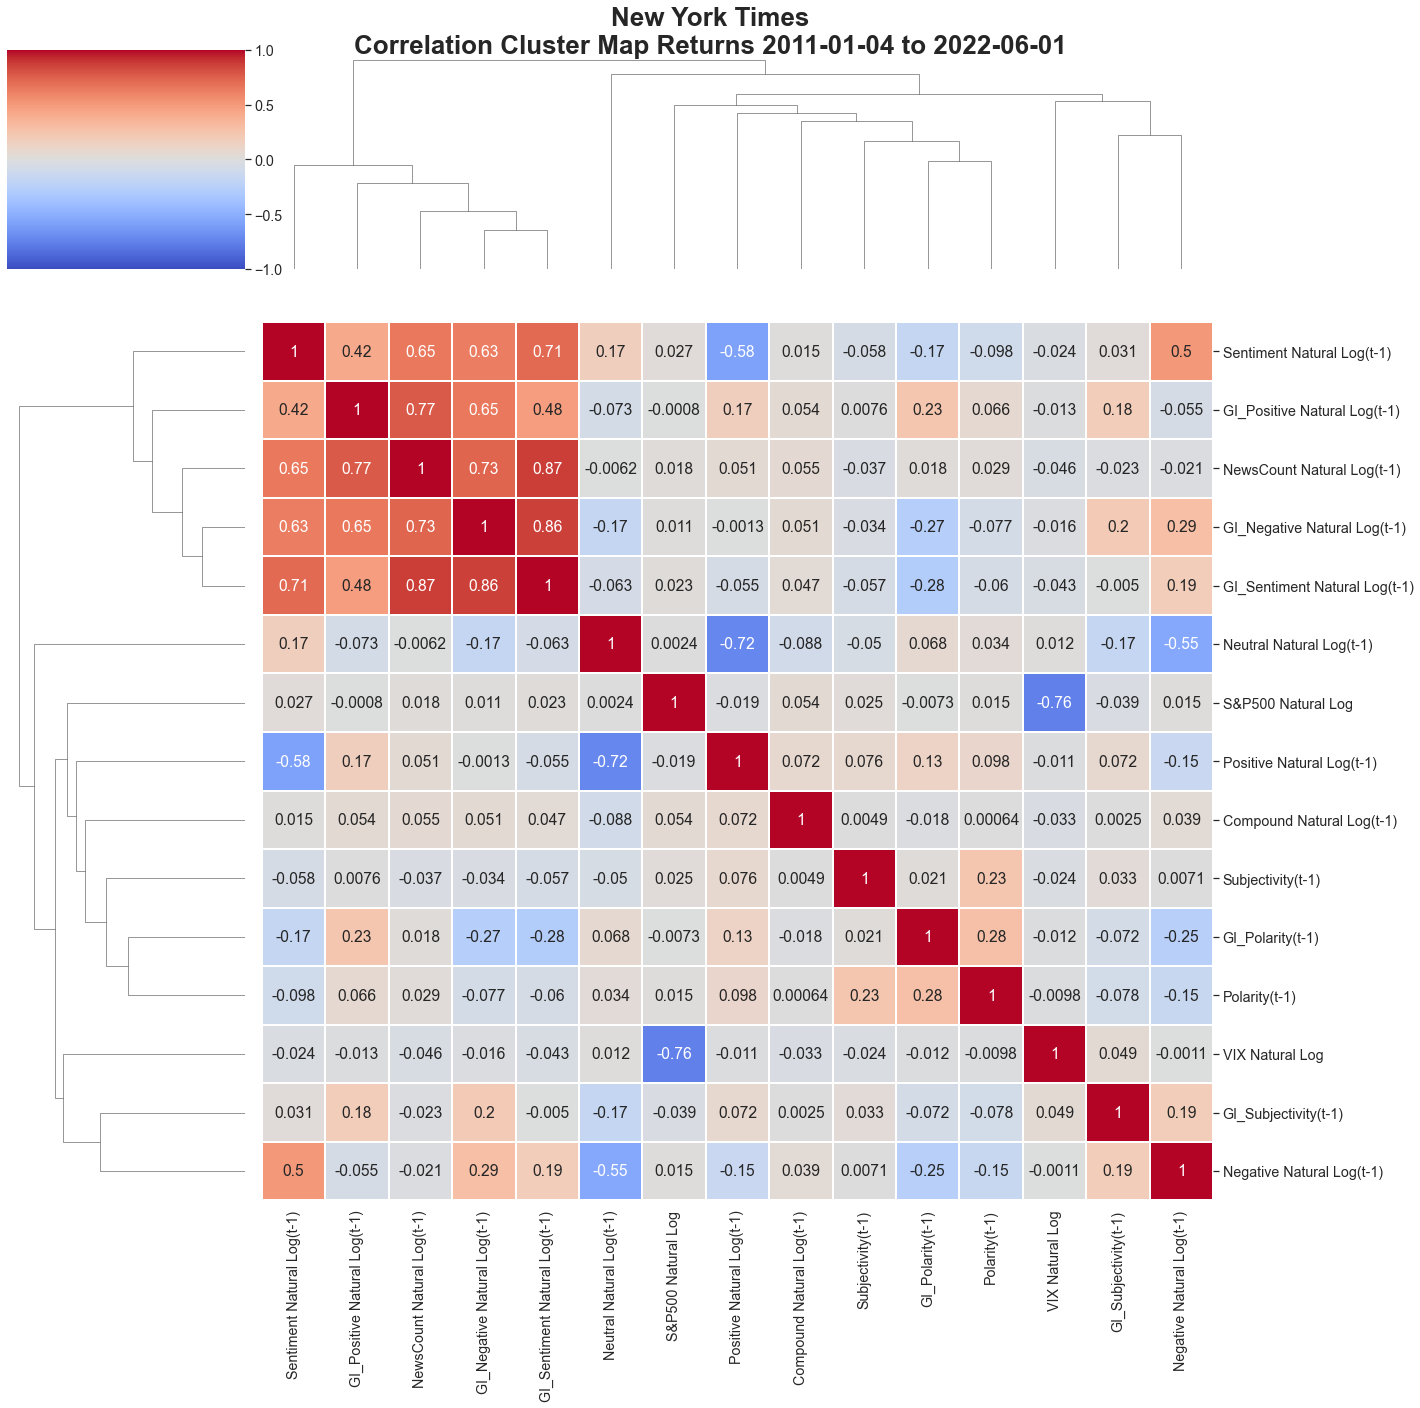 New York Times
Correlation Cluster Map Returns 2011-01-04 to 2022-06-01
1.0
0.5
0.0
−0.5
−1.0
1 0.42 0.65 0.63 0.71 0.17 0.027 -0.58 0.015 -0.058 -0.17 -0.098 -0.024 0.031 0.5 Sentiment Natural Log(t-1)
0.42 1 0.77 0.65 0.48 -0.073 -0.0008 0.17 0.054 0.0076 0.23 0.066 -0.013 0.18 -0.055 GI_Positive Natural Log(t-1)
0.65 0.77 1 0.73 0.87 -0.0062 0.018 0.051 0.055 -0.037 0.018 0.029 -0.046 -0.023 -0.021 NewsCount Natural Log(t-1)
0.63 0.65 0.73 1 0.86 -0.17 0.011 -0.0013 0.051 -0.034 -0.27 -0.077 -0.016 0.2 0.29 GI_Negative Natural Log(t-1)
0.71 0.48 0.87 0.86 1 -0.063 0.023 -0.055 0.047 -0.057 -0.28 -0.06 -0.043 -0.005 0.19 GI_Sentiment Natural Log(t-1)
0.17 -0.073 -0.0062 -0.17 -0.063 1 0.0024 -0.72 -0.088 -0.05 0.068 0.034 0.012 -0.17 -0.55 Neutral Natural Log(t-1)
0.027 -0.0008 0.018 0.011 0.023 0.0024 1 -0.019 0.054 0.025 -0.0073 0.015 -0.76 -0.039 0.015 S&P500 Natural Log
-0.58 0.17 0.051 -0.0013 -0.055 -0.72 -0.019 1 0.072 0.076 0.13 0.098 -0.011 0.072 -0.15 Positive Natural Log(t-1)
0.015 0.054 0.055 0.051 0.047 -0.088 0.054 0.072 1 0.0049 -0.018 0.00064 -0.033 0.0025 0.039 Compound Natural Log(t-1)
-0.058 0.0076 -0.037 -0.034 -0.057 -0.05 0.025 0.076 0.0049 1 0.021 0.23 -0.024 0.033 0.0071 Subjectivity(t-1)
-0.17 0.23 0.018 -0.27 -0.28 0.068 -0.0073 0.13 -0.018 0.021 1 0.28 -0.012 -0.072 -0.25 GI_Polarity(t-1)
-0.098 0.066 0.029 -0.077 -0.06 0.034 0.015 0.098 0.00064 0.23 0.28 1 -0.0098 -0.078 -0.15 Polarity(t-1)
-0.024 -0.013 -0.046 -0.016 -0.043 0.012 -0.76 -0.011 -0.033 -0.024 -0.012 -0.0098 1 0.049 -0.0011 VIX Natural Log
0.031 0.18 -0.023 0.2 -0.005 -0.17 -0.039 0.072 0.0025 0.033 -0.072 -0.078 0.049 1 0.19 GI_Subjectivity(t-1)
0.5 -0.055 -0.021 0.29 0.19 -0.55 0.015 -0.15 0.039 0.0071 -0.25 -0.15 -0.0011 0.19 1 Negative Natural Log(t-1)
Sentiment Natural Log(t-1)
GI_Positive Natural Log(t-1)
NewsCount Natural Log(t-1)
GI_Negative Natural Log(t-1)
GI_Sentiment Natural Log(t-1)
Neutral Natural Log(t-1)
S&P500 Natural Log
Positive Natural Log(t-1)
Compound Natural Log(t-1)
Subjectivity(t-1)
GI_Polarity(t-1)
Polarity(t-1)
VIX Natural Log
GI_Subjectivity(t-1)
Negative Natural Log(t-1)